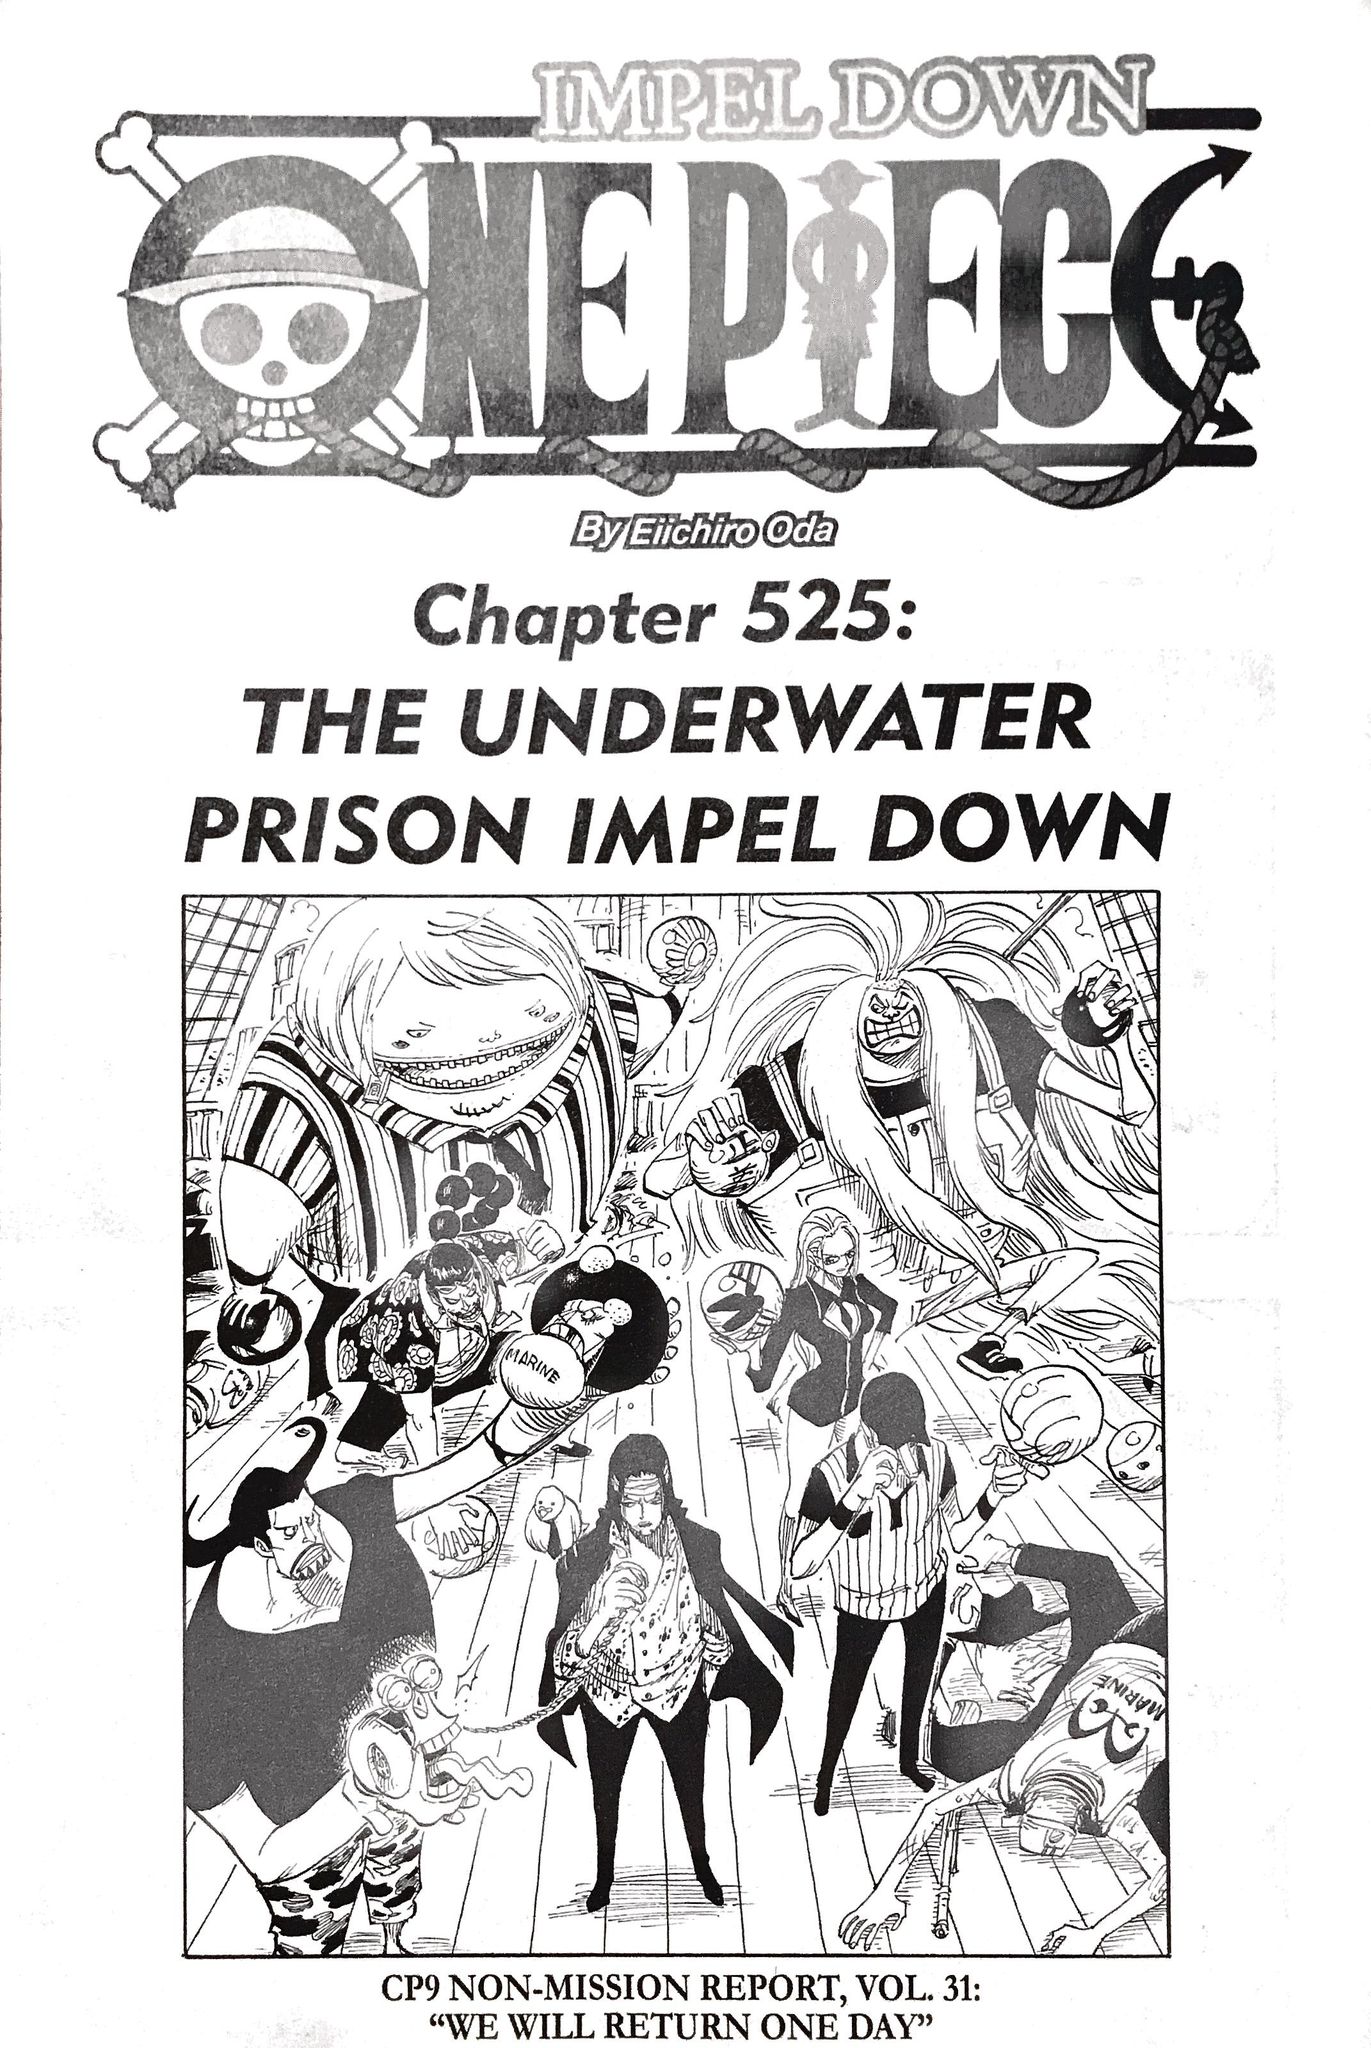 IMPEL DOWN
ONE PIECE
By Eiichiro Oda
Chapter 525:
THE UNDERWATER
PRISON IMPEL DOWN
MARINE
MARINE
CP9 NON-MISSION REPORT, VOL. 31:
“WE WILL RETURN ONE DAY”